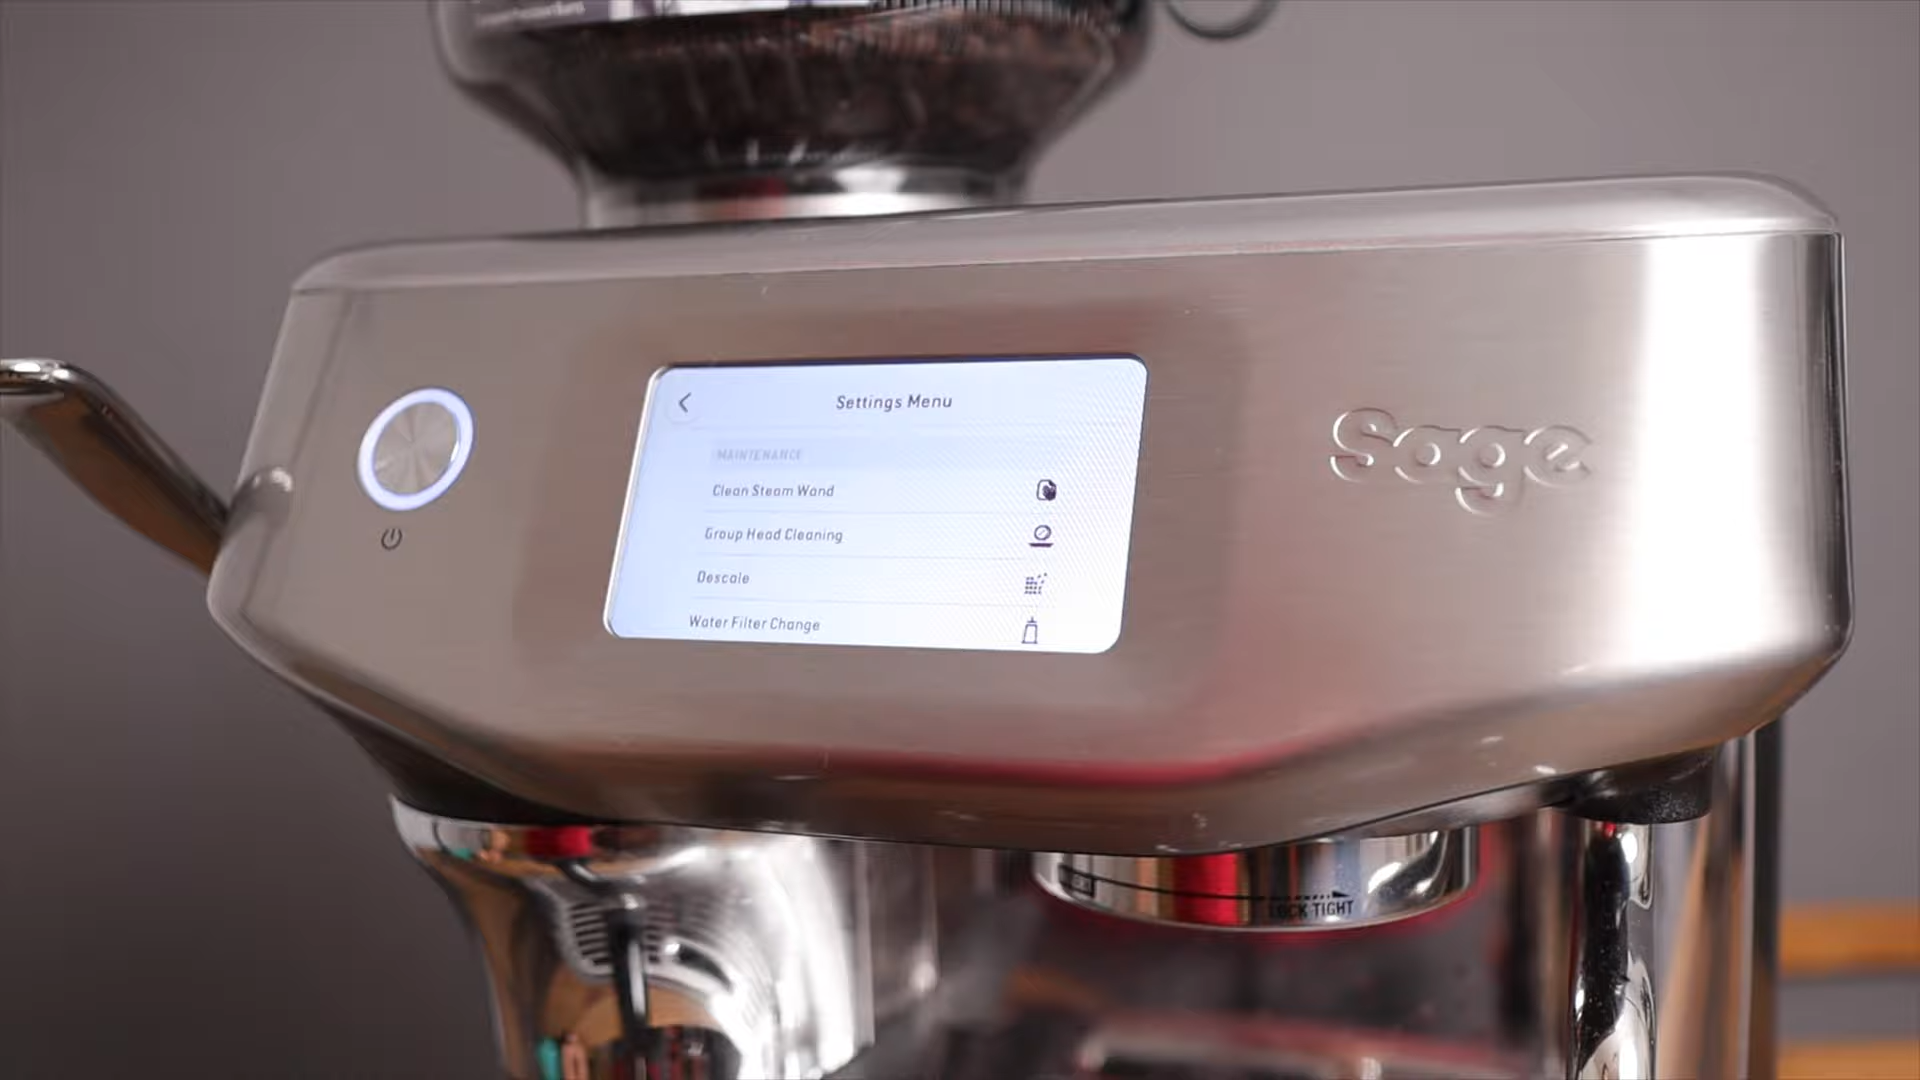 Settings Menu
MAINTENANCE
Clean Steam Wand
Group Head Cleaning
Descale
Water Filter Change
Sage
LOCK TIGHT